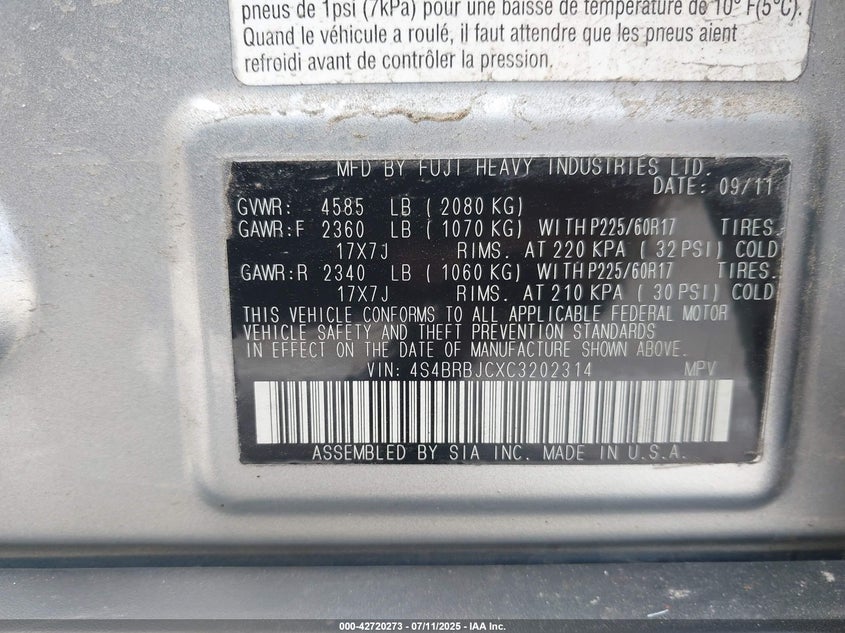 pneus de 1psi (7kPa) pour une baisse de température de 10° F(5°C).
Quand le véhicule a roulé, il faut attendre que les pneus aient
refroidi avant de contrôler la pression.
MFD BY FUJI HEAVY INDUSTRIES LTD.
DATE: 09/11
GVWR: 4585 LB ( 2080 KG)
GAWR:F 2360 LB ( 1070 KG) WITH P225/60R17 TIRES.
17X7J RIMS. AT 220 KPA ( 32 PSI) COLD
GAWR:R 2340 LB ( 1060 KG) WITH P225/60R17 TIRES.
17X7J RIMS. AT 210 KPA ( 30 PSI) COLD
THIS VEHICLE CONFORMS TO ALL APPLICABLE FEDERAL MOTOR
VEHICLE SAFETY AND THEFT PREVENTION STANDARDS
IN EFFECT ON THE DATE OF MANUFACTURE SHOWN ABOVE.
VIN: 4S4BRBJCXC3202314 MPV
ASSEMBLED BY SIA INC. MADE IN U.S.A.
000-42720273 - 07/11/2025 - IAA Inc.